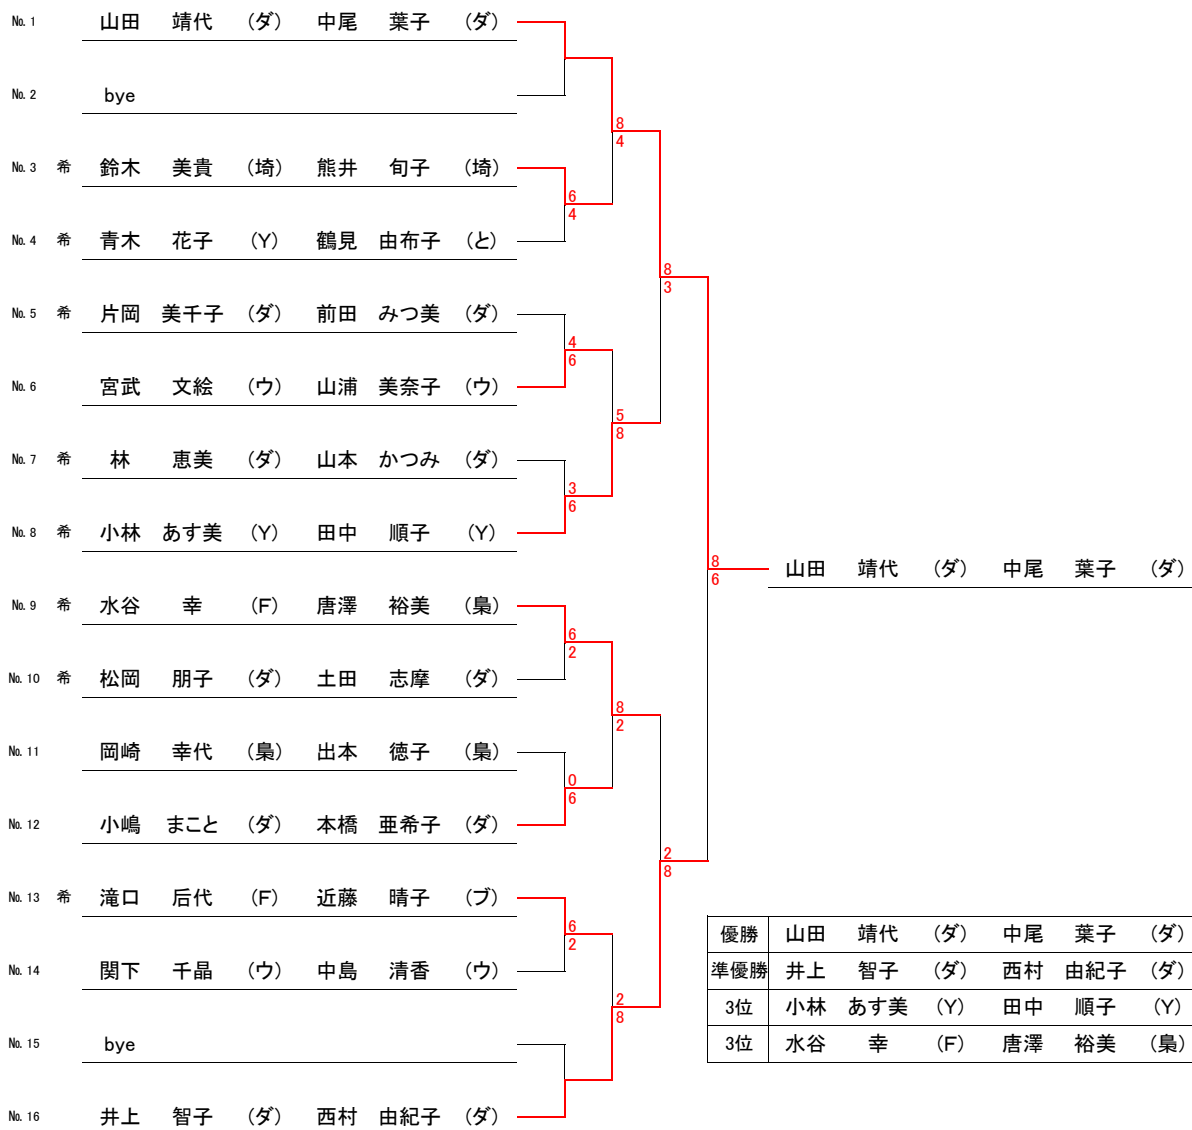 No. 1 山田 靖代 (ダ) 中尾 葉子 (ダ)
No. 2 bye
8
4
No. 3 希 鈴木 美貴 (埼) 熊井 旬子 (埼)
6
4
No. 4 希 青木 花子 (Y) 鶴見 由布子 (と)
8
3
No. 5 希 片岡 美千子 (ダ) 前田 みつ美 (ダ)
4
6
No. 6 宮武 文絵 (ウ) 山浦 美奈子 (ウ)
5
8
No. 7 希 林 恵美 (ダ) 山本 かつみ (ダ)
3
6
No. 8 希 小林 あす美 (Y) 田中 順子 (Y)
8
6
山田 靖代 (ダ) 中尾 葉子 (ダ)
No. 9 希 水谷 幸 (F) 唐澤 裕美 (梟)
6
2
No. 10 希 松岡 朋子 (ダ) 土田 志摩 (ダ)
8
2
No. 11 岡崎 幸代 (梟) 出本 徳子 (梟)
0
6
No. 12 小嶋 まこと (ダ) 本橋 亜希子 (ダ)
2
8
No. 13 希 滝口 后代 (F) 近藤 晴子 (ブ)
6
2
No. 14 関下 千晶 (ウ) 中島 清香 (ウ)
2
8
No. 15 bye
No. 16 井上 智子 (ダ) 西村 由紀子 (ダ)
優勝 山田 靖代 (ダ) 中尾 葉子 (ダ)
準優勝 井上 智子 (ダ) 西村 由紀子 (ダ)
3位 小林 あす美 (Y) 田中 順子 (Y)
3位 水谷 幸 (F) 唐澤 裕美 (梟)